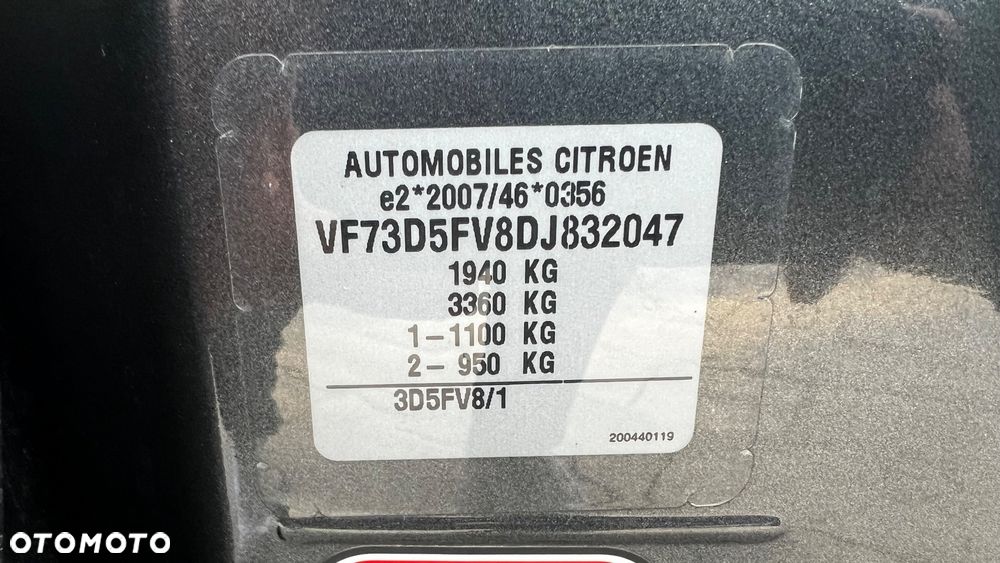 AUTOMOBILES CITROEN
e2*2007/46*0356
VF73D5FV8DJ832047
1940 KG
3360 KG
1-1100 KG
2- 950 KG
3D5FV8/1
200440119
OTOMOTO